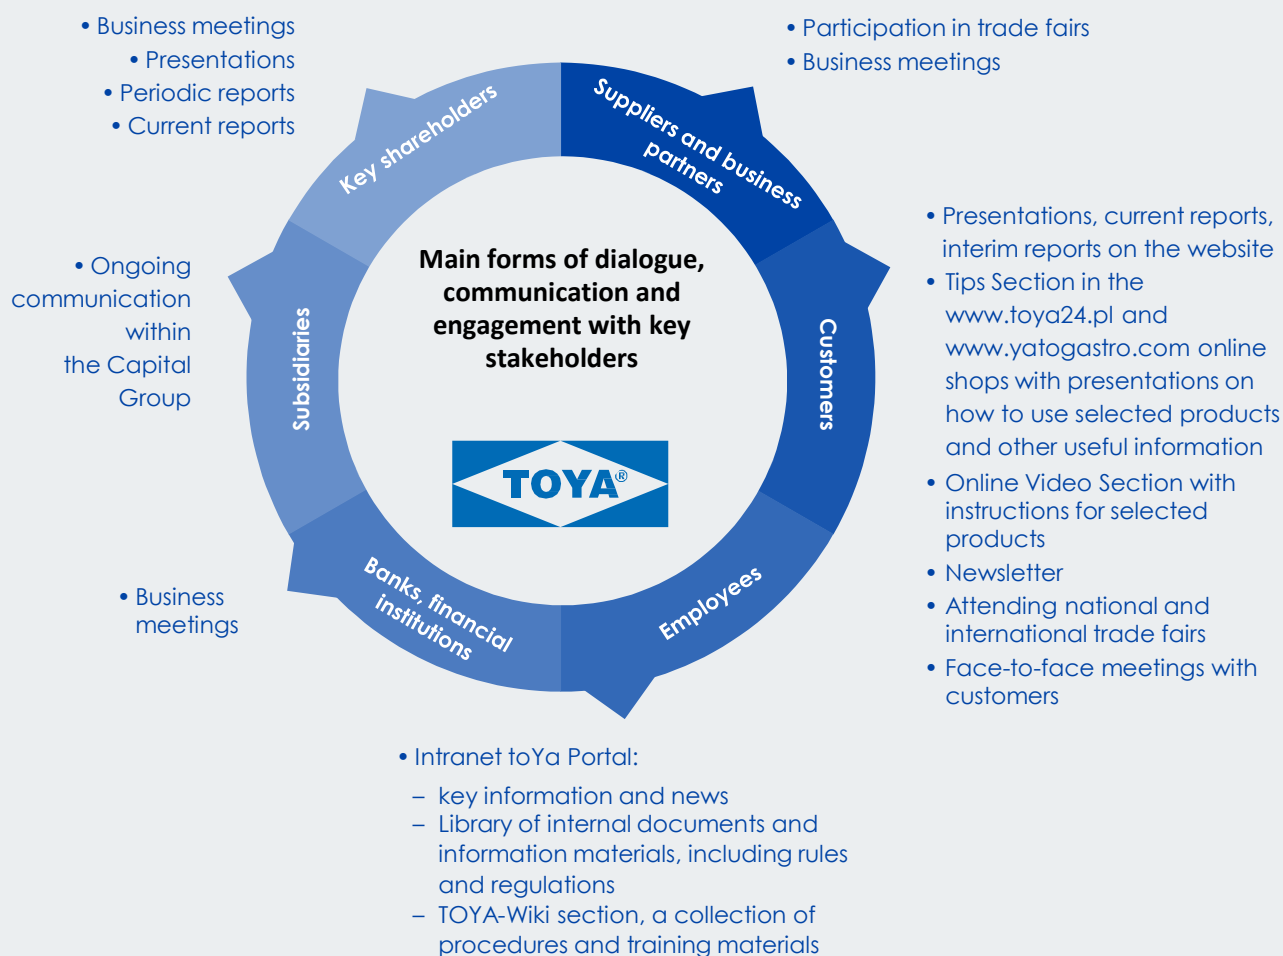 • Business meetings
• Presentations
• Periodic reports
• Current reports
• Participation in trade fairs
• Business meetings
Key shareholders
Suppliers and business
partners
• Presentations, current reports,
interim reports on the website
• Tips Section in the
www.toya24.pl and
www.yatogastro.com online
shops with presentations on
how to use selected products
and other useful information
• Online Video Section with
instructions for selected
products
• Newsletter
• Attending national and
international trade fairs
• Face-to-face meetings with
customers
Main forms of dialogue,
communication and
engagement with key
stakeholders
TOYA®
• Ongoing
communication
within
the Capital
Group
Subsidiaries
Customers
Banks, financial
institutions
Employees
• Business
meetings
• Intranet toYa Portal:
– key information and news
– Library of internal documents and
information materials, including rules
and regulations
– TOYA-Wiki section, a collection of
procedures and training materials